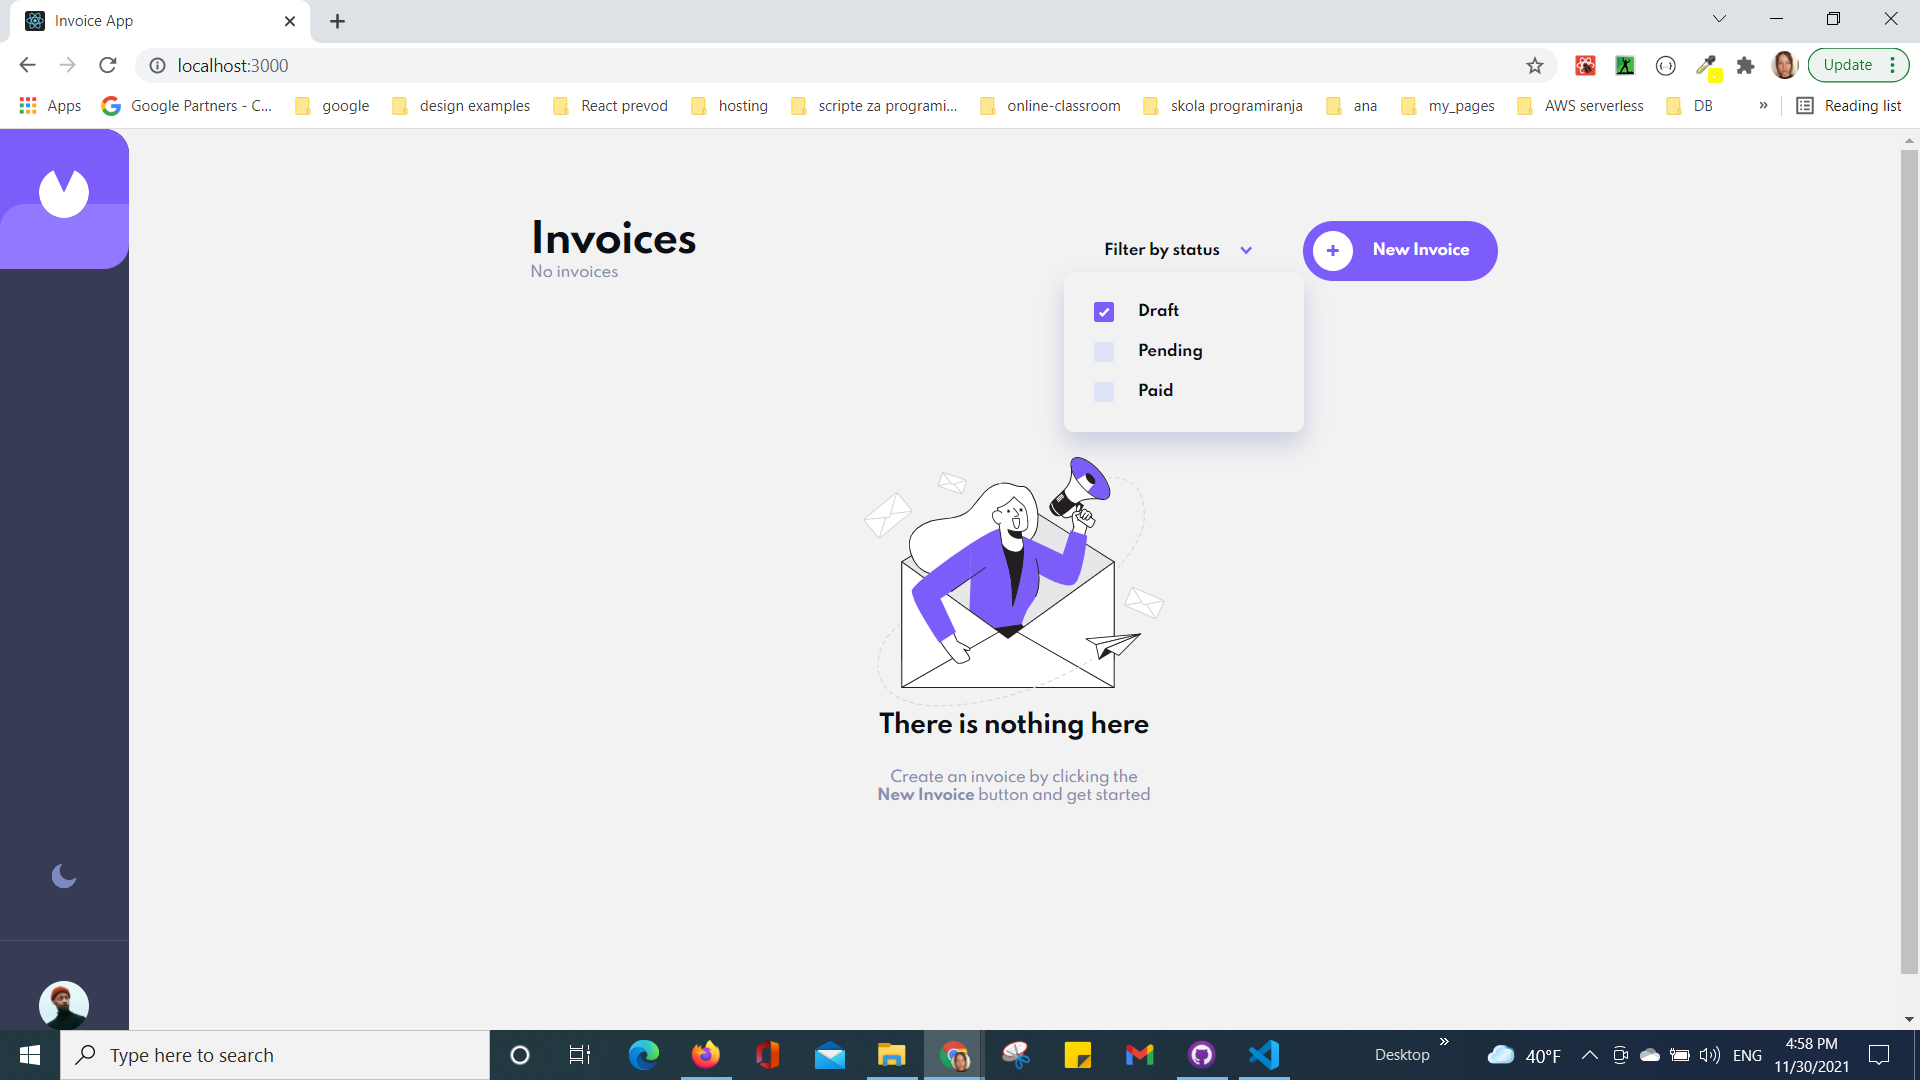 Invoice App
localhost:3000
Update
Apps
Google Partners - C...
google
design examples
React prevod
hosting
scripte za programi...
online-classroom
skola programiranja
ana
my_pages
AWS serverless
DB
»
Reading list
Invoices
No invoices
Filter by status
New Invoice
Draft
Pending
Paid
There is nothing here
Create an invoice by clicking the
New Invoice button and get started
Type here to search
Desktop
»
40°F
ENG
4:58 PM
11/30/2021